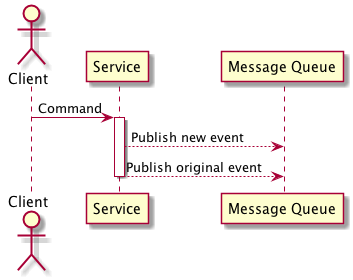 Client
Service
Message Queue
Command
Publish new event
Publish original event
Client
Service
Message Queue